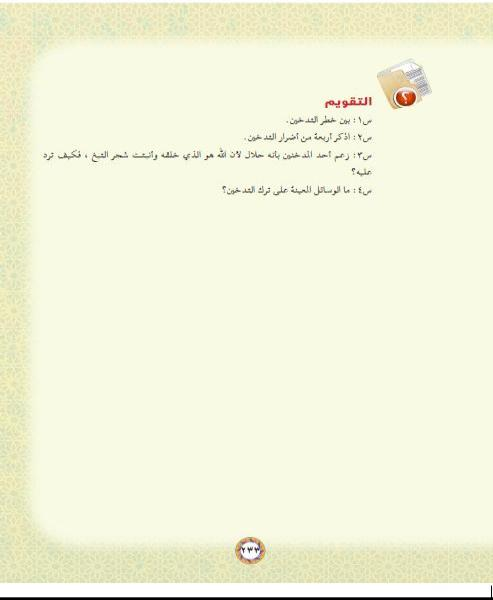 ؟
التقويم
س١: بين خطر التدخين.
س٢: اذكر أربعة من أضرار التدخين.
س٣: زعم أحد المدخنين بأنه حلال لأن الله هو الذي خلقه وأنبتت شجر التبغ ، فكيف ترد
عليه؟
س٤: ما الوسائل المعينة على ترك التدخين؟
٢٣٣